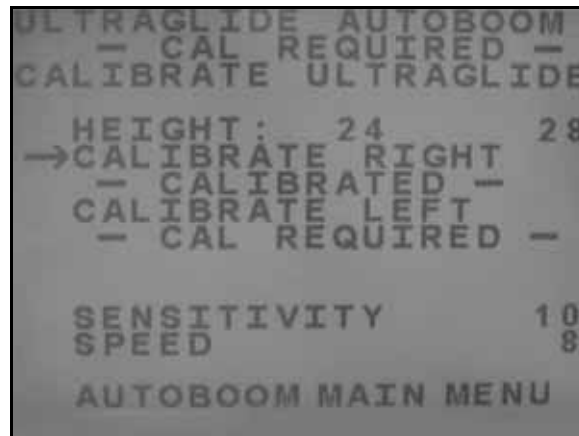 ULTRAGLIDE AUTOBOOM
— CAL REQUIRED —
CALIBRATE ULTRAGLIDE
HEIGHT: 24 28
→CALIBRATE RIGHT
— CALIBRATED —
CALIBRATE LEFT
— CAL REQUIRED —
SENSITIVITY 10
SPEED 8
AUTOBOOM MAIN MENU